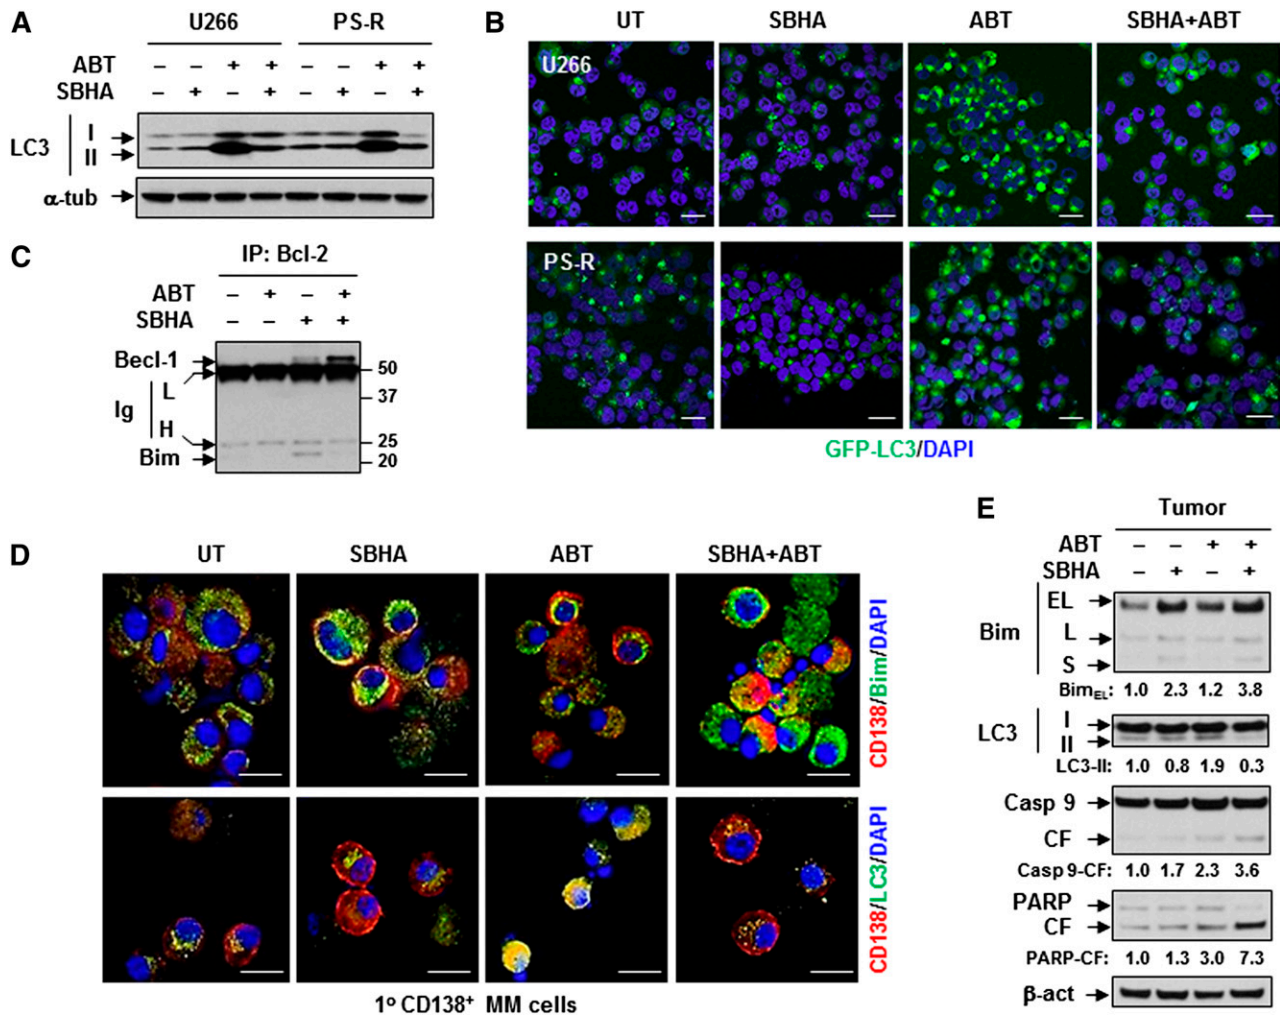 A
U266 PS-R
ABT – – + + – – + +
SBHA – + – + – + – +
LC3 I
II
α-tub
B
UT SBHA ABT SBHA+ABT
U266
PS-R
GFP-LC3/DAPI
C
IP: Bcl-2
ABT – + – +
SBHA – – + +
Becl-1
50
L
37
Ig
H
25
Bim
20
D
UT SBHA ABT SBHA+ABT
CD138/Bim/DAPI
CD138/LC3/DAPI
1º CD138+ MM cells
E
Tumor
ABT – – + +
SBHA – + – +
Bim EL
L
S
BimEL: 1.0 2.3 1.2 3.8
LC3 I
II
LC3-II: 1.0 0.8 1.9 0.3
Casp 9
CF
Casp 9-CF: 1.0 1.7 2.3 3.6
PARP
CF
PARP-CF: 1.0 1.3 3.0 7.3
β-act